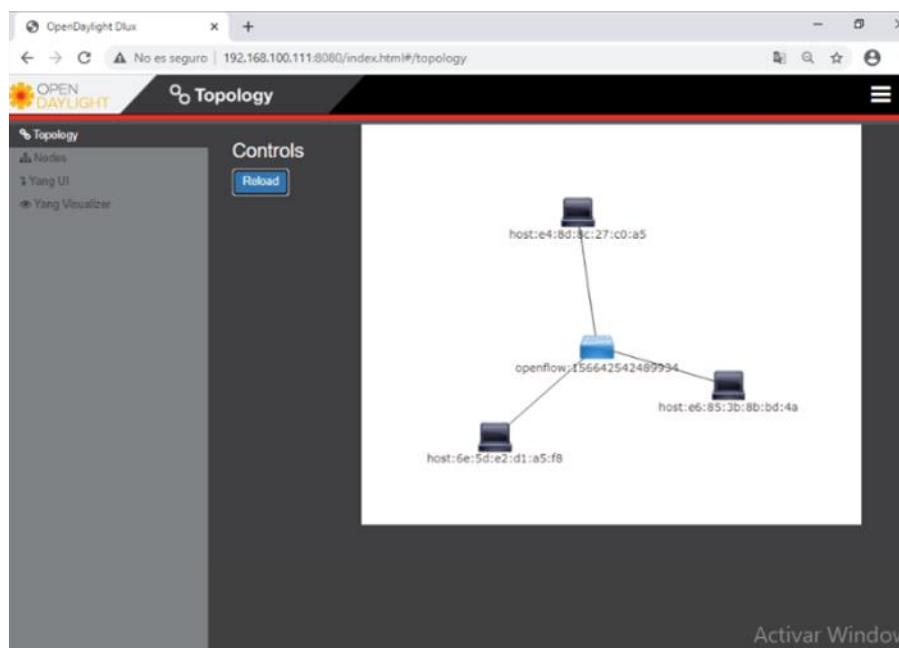 OpenDaylight Dlux
No es seguro | 192.168.100.111:8080/index.html#/topology
OPEN
DAYLIGHT
Topology
Topology
Nodes
Yang UI
Yang Visualizer
Controls
Reload
host:e4:8d:8c:27:c0:a5
openflow:156642542489934
host:e6:85:3b:8b:bd:4a
host:6e:5d:e2:d1:a5:f8
Activar Window